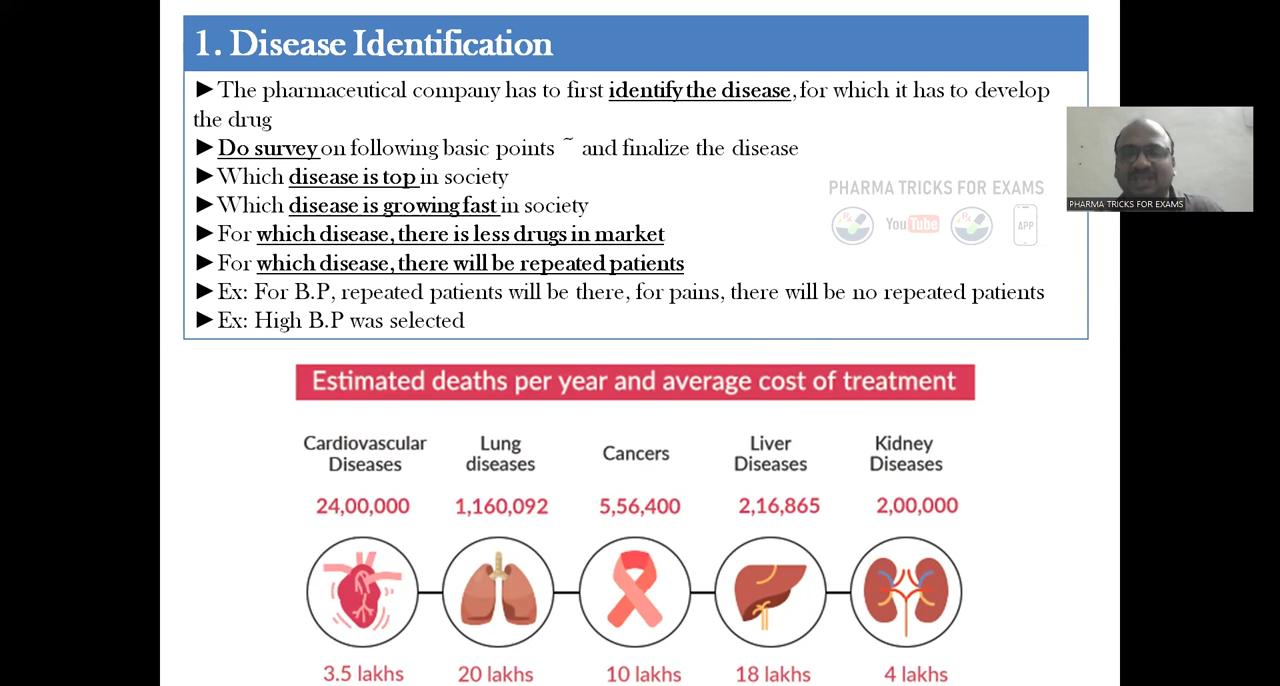 1. Disease Identification
►The pharmaceutical company has to first identify the disease, for which it has to develop
the drug
►Do survey on following basic points ~ and finalize the disease
►Which disease is top in society
►Which disease is growing fast in society
►For which disease, there is less drugs in market
►For which disease, there will be repeated patients
►Ex: For B.P, repeated patients will be there, for pains, there will be no repeated patients
►Ex: High B.P was selected
PHARMA TRICKS FOR EXAMS
YouTube
APP
PHARMA TRICKS FOR EXAMS
Estimated deaths per year and average cost of treatment
Cardiovascular
Diseases
24,00,000
3.5 lakhs
Lung
diseases
1,160,092
20 lakhs
Cancers
5,56,400
10 lakhs
Liver
Diseases
2,16,865
18 lakhs
Kidney
Diseases
2,00,000
4 lakhs